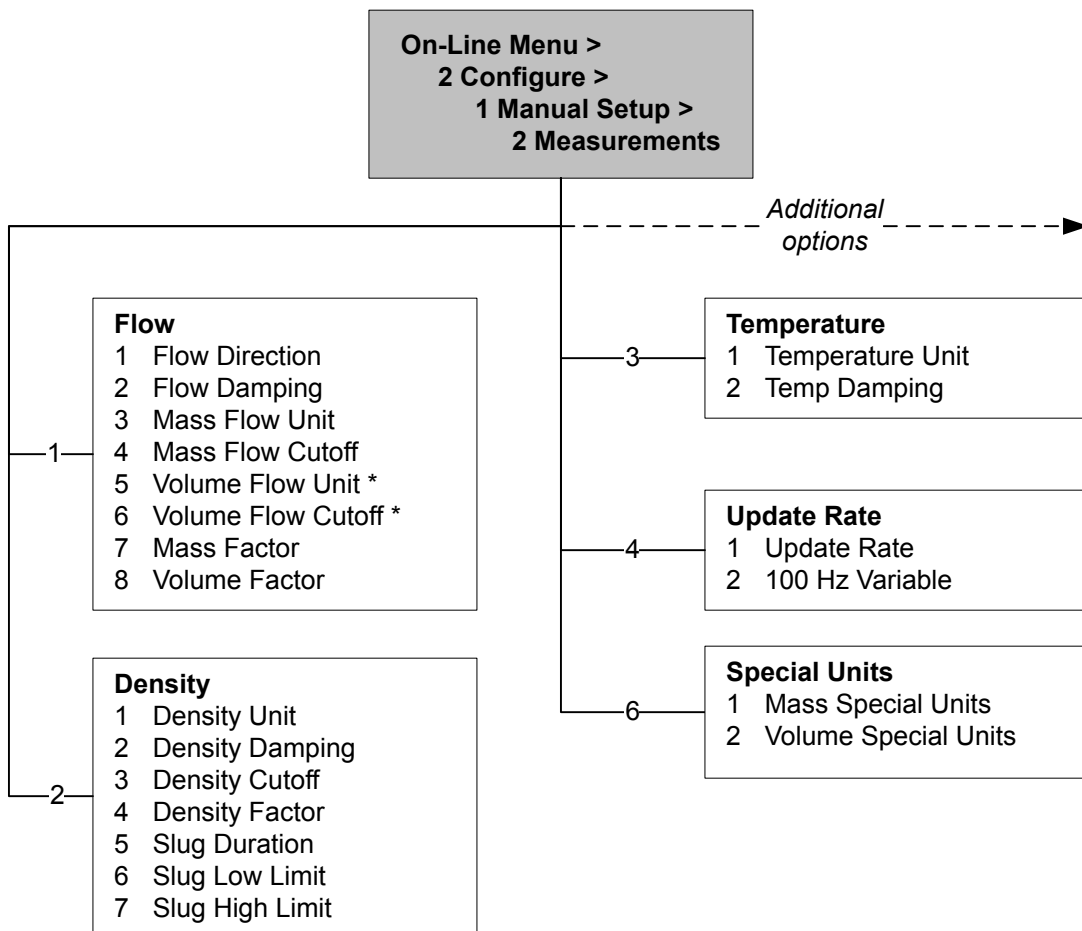 On-Line Menu >
2 Configure >
1 Manual Setup >
2 Measurements
Additional
options
1
Flow
1 Flow Direction
2 Flow Damping
3 Mass Flow Unit
4 Mass Flow Cutoff
5 Volume Flow Unit *
6 Volume Flow Cutoff *
7 Mass Factor
8 Volume Factor
2
Density
1 Density Unit
2 Density Damping
3 Density Cutoff
4 Density Factor
5 Slug Duration
6 Slug Low Limit
7 Slug High Limit
3
Temperature
1 Temperature Unit
2 Temp Damping
4
Update Rate
1 Update Rate
2 100 Hz Variable
6
Special Units
1 Mass Special Units
2 Volume Special Units